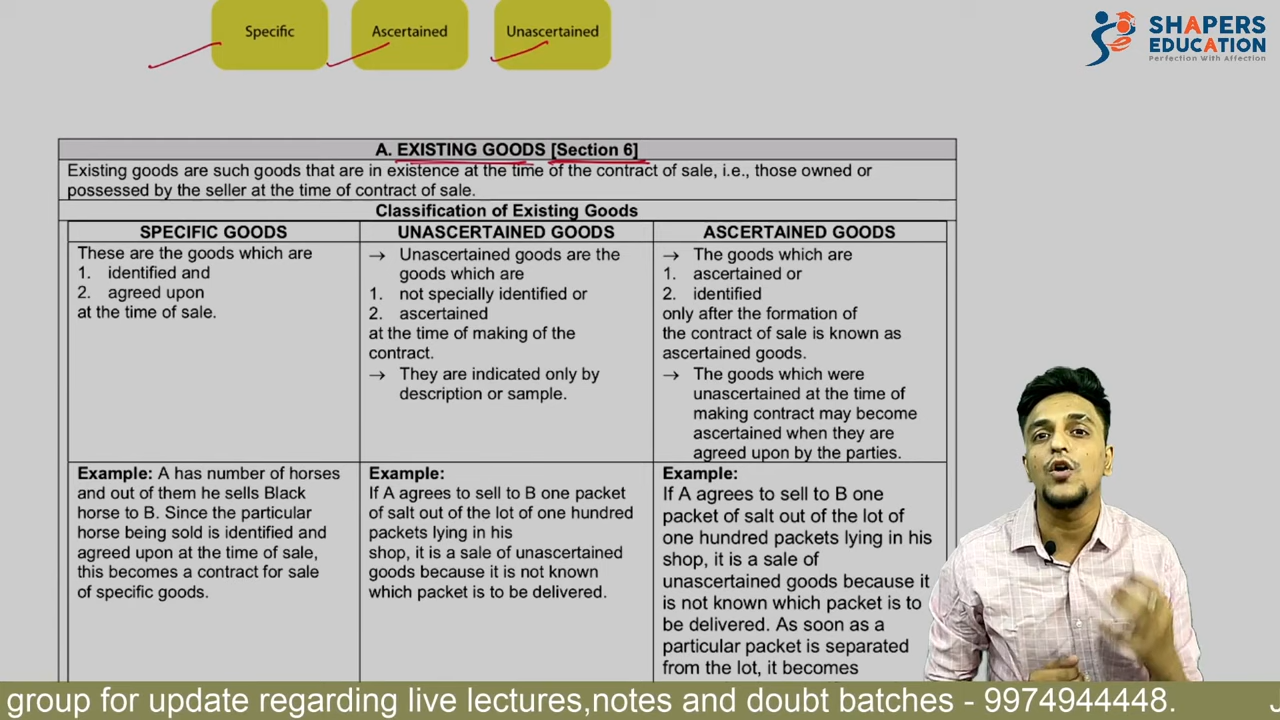 Specific
Ascertained
Unascertained
SHAPERS
EDUCATION
Perfection With Affection
A. EXISTING GOODS [Section 6]
Existing goods are such goods that are in existence at the time of the contract of sale, i.e., those owned or
possessed by the seller at the time of contract of sale.
Classification of Existing Goods
SPECIFIC GOODS
These are the goods which are
1. identified and
2. agreed upon
at the time of sale.
UNASCERTAINED GOODS
→ Unascertained goods are the
goods which are
1. not specially identified or
2. ascertained
at the time of making of the
contract.
→ They are indicated only by
description or sample.
ASCERTAINED GOODS
→ The goods which are
1. ascertained or
2. identified
only after the formation of
the contract of sale is known as
ascertained goods.
→ The goods which were
unascertained at the time of
making contract may become
ascertained when they are
agreed upon by the parties.
Example: A has number of horses
and out of them he sells Black
horse to B. Since the particular
horse being sold is identified and
agreed upon at the time of sale,
this becomes a contract for sale
of specific goods.
Example:
If A agrees to sell to B one packet
of salt out of the lot of one hundred
packets lying in his
shop, it is a sale of unascertained
goods because it is not known
which packet is to be delivered.
Example:
If A agrees to sell to B one
packet of salt out of the lot of
one hundred packets lying in his
shop, it is a sale of
unascertained goods because it
is not known which packet is to
be delivered. As soon as a
particular packet is separated
from the lot, it becomes
group for update regarding live lectures,notes and doubt batches - 9974944448. J